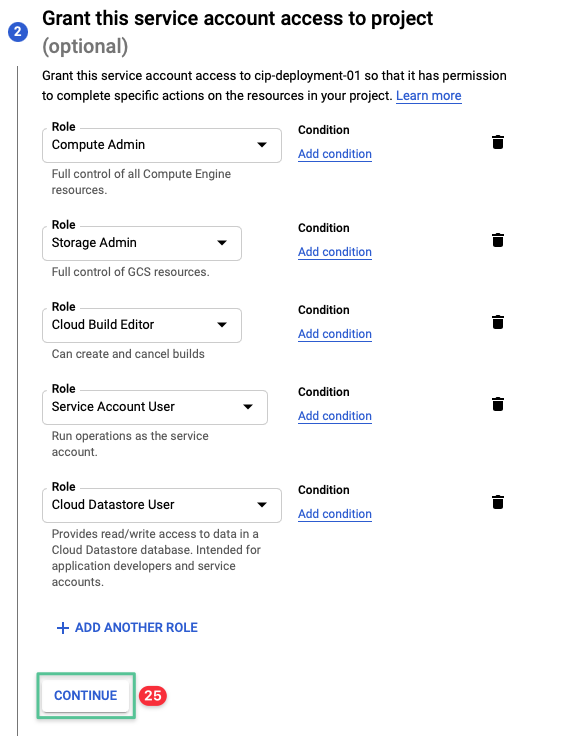 2
Grant this service account access to project
(optional)
Grant this service account access to cip-deployment-01 so that it has permission
to complete specific actions on the resources in your project. Learn more
Role
Compute Admin
Condition
Add condition
Full control of all Compute Engine
resources.
Role
Storage Admin
Condition
Add condition
Full control of GCS resources.
Role
Cloud Build Editor
Condition
Add condition
Can create and cancel builds
Role
Service Account User
Condition
Add condition
Run operations as the service
account.
Role
Cloud Datastore User
Condition
Add condition
Provides read/write access to data in a
Cloud Datastore database. Intended for
application developers and service
accounts.
ADD ANOTHER ROLE
CONTINUE
25